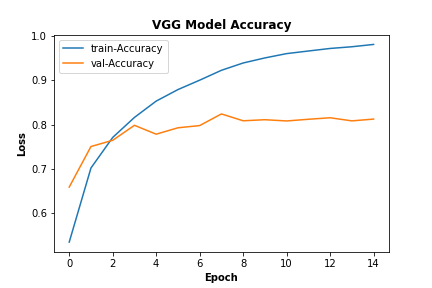 VGG Model Accuracy
1.0
0.9
0.8
0.7
0.6
Loss
train-Accuracy
val-Accuracy
0 2 4 6 8 10 12 14
Epoch